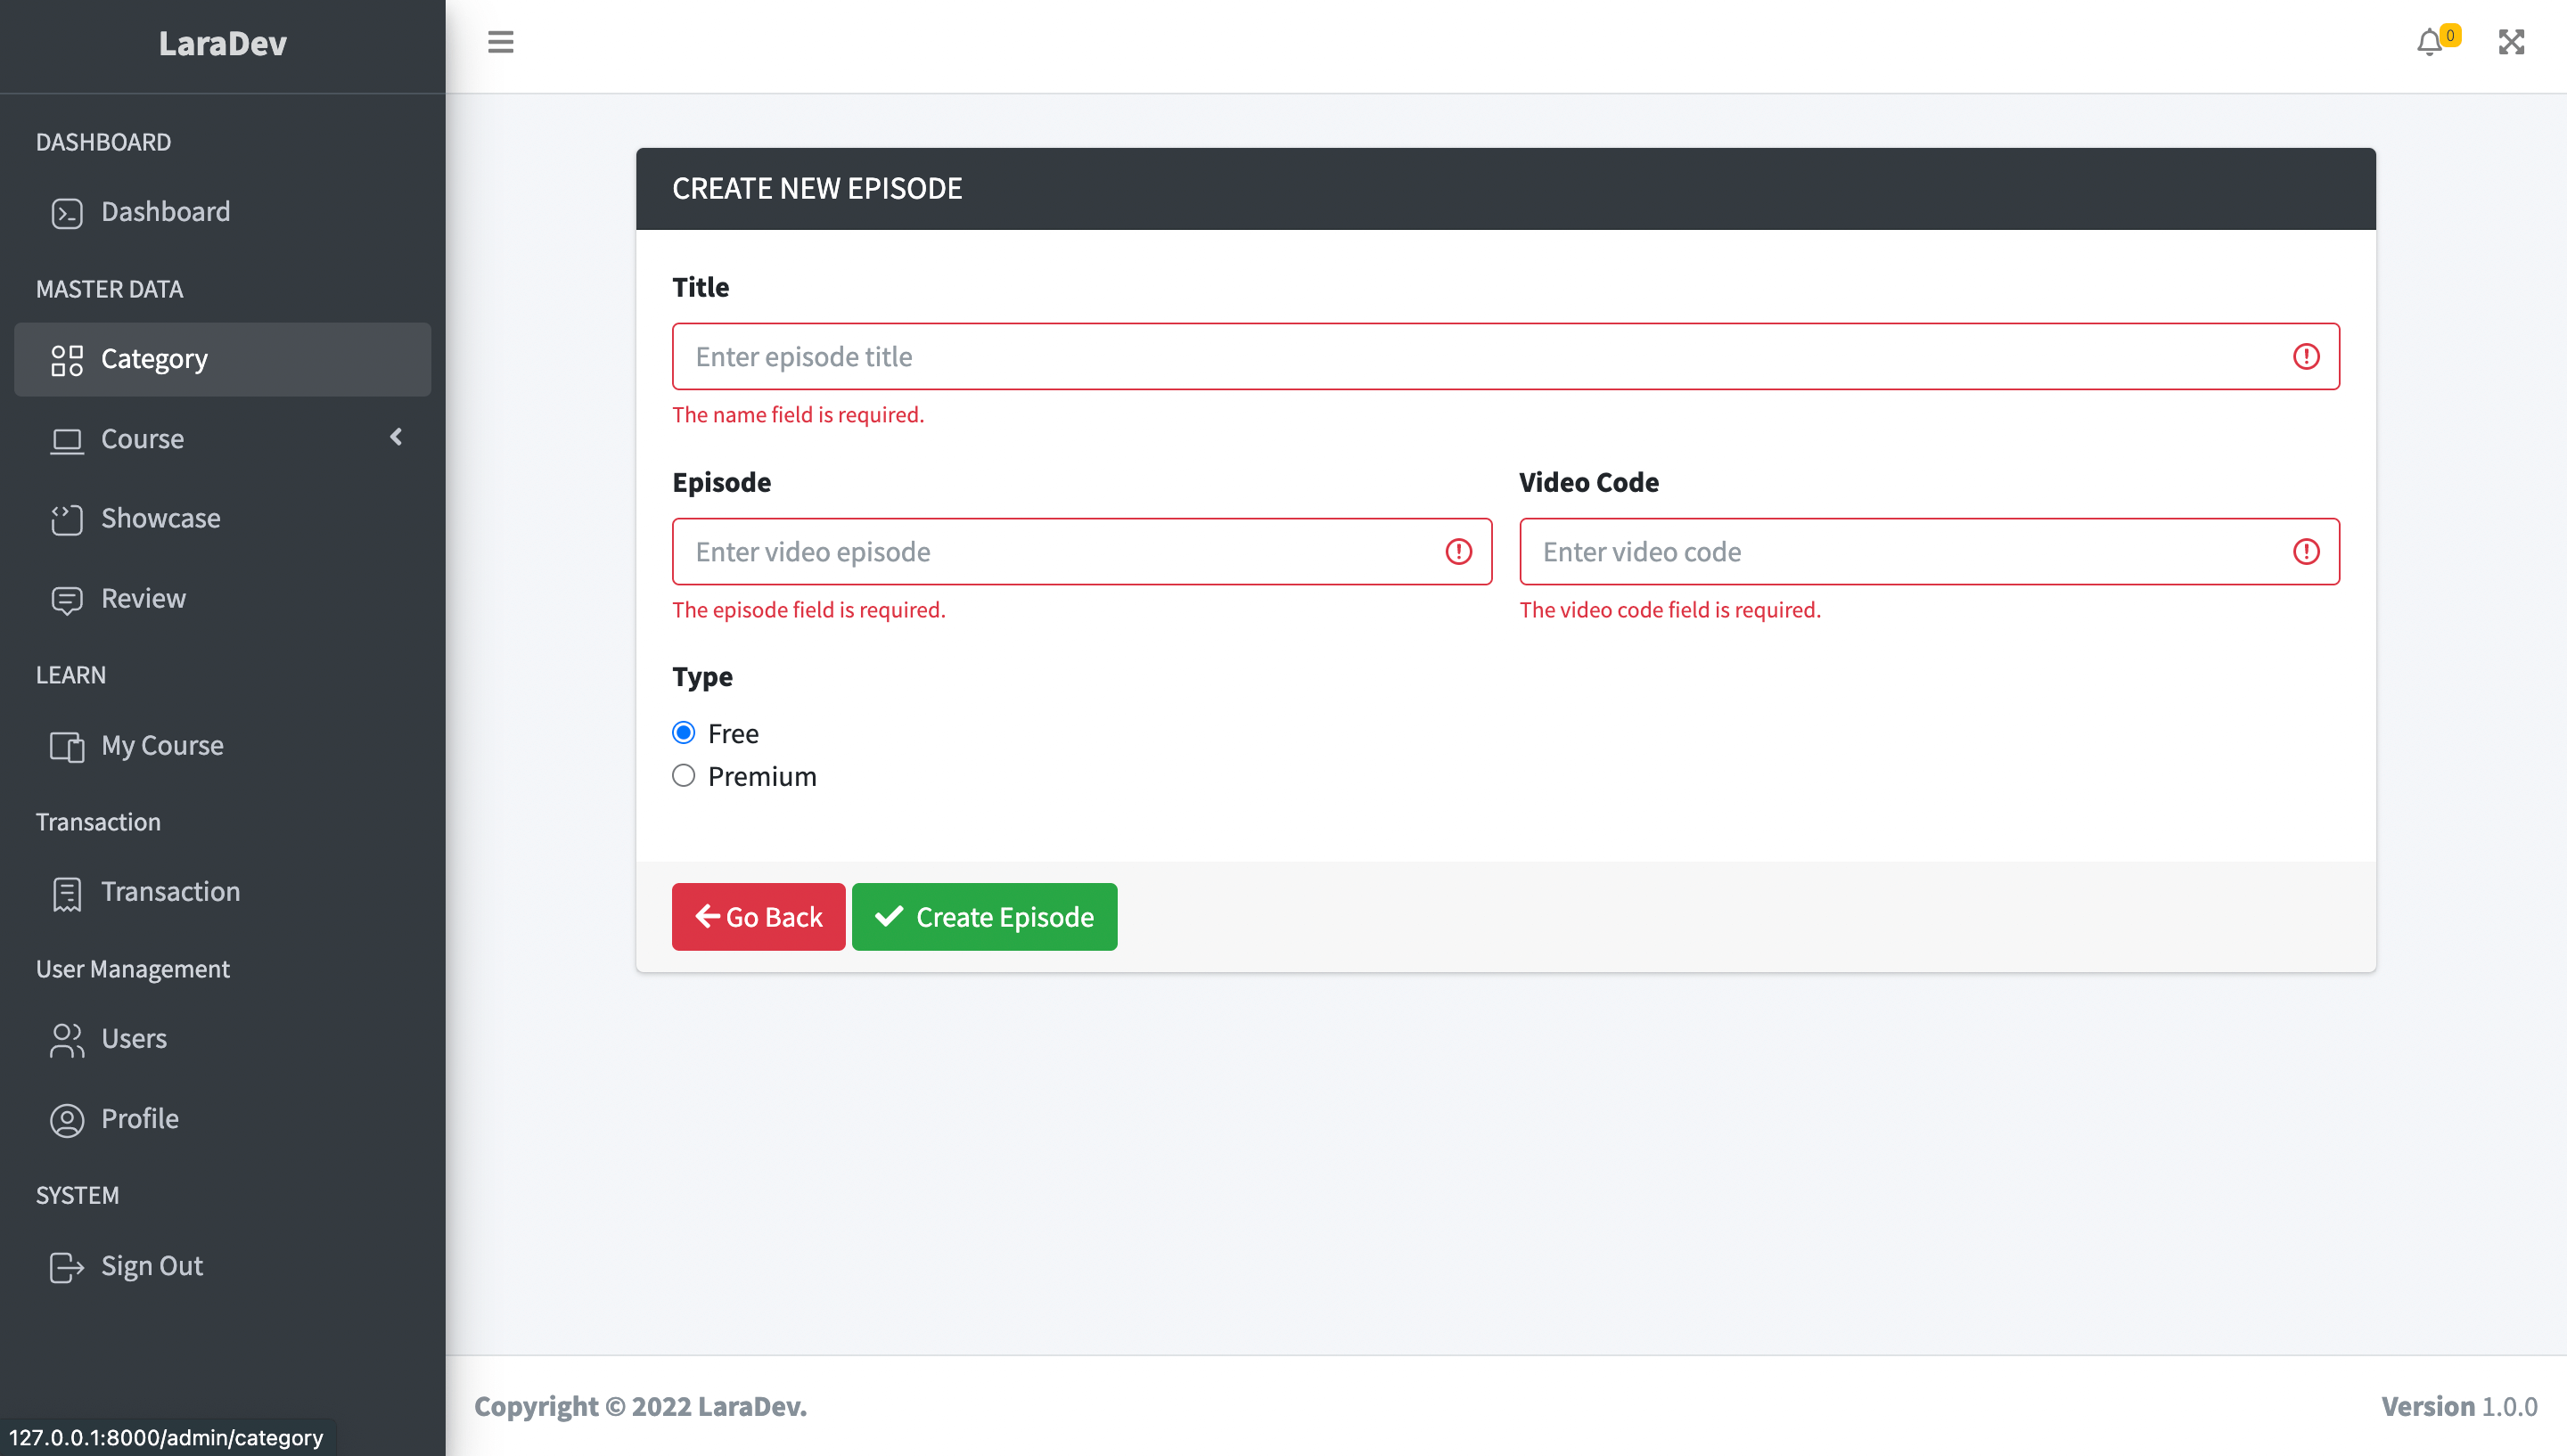 LaraDev
0
DASHBOARD
Dashboard
MASTER DATA
Category
Course
Showcase
Review
LEARN
My Course
Transaction
Transaction
User Management
Users
Profile
SYSTEM
Sign Out
CREATE NEW EPISODE
Title
Enter episode title
The name field is required.
Episode
Video Code
Enter video episode
Enter video code
The episode field is required.
The video code field is required.
Type
Free
Premium
Go Back
Create Episode
Copyright © 2022 LaraDev.
Version 1.0.0
127.0.0.1:8000/admin/category